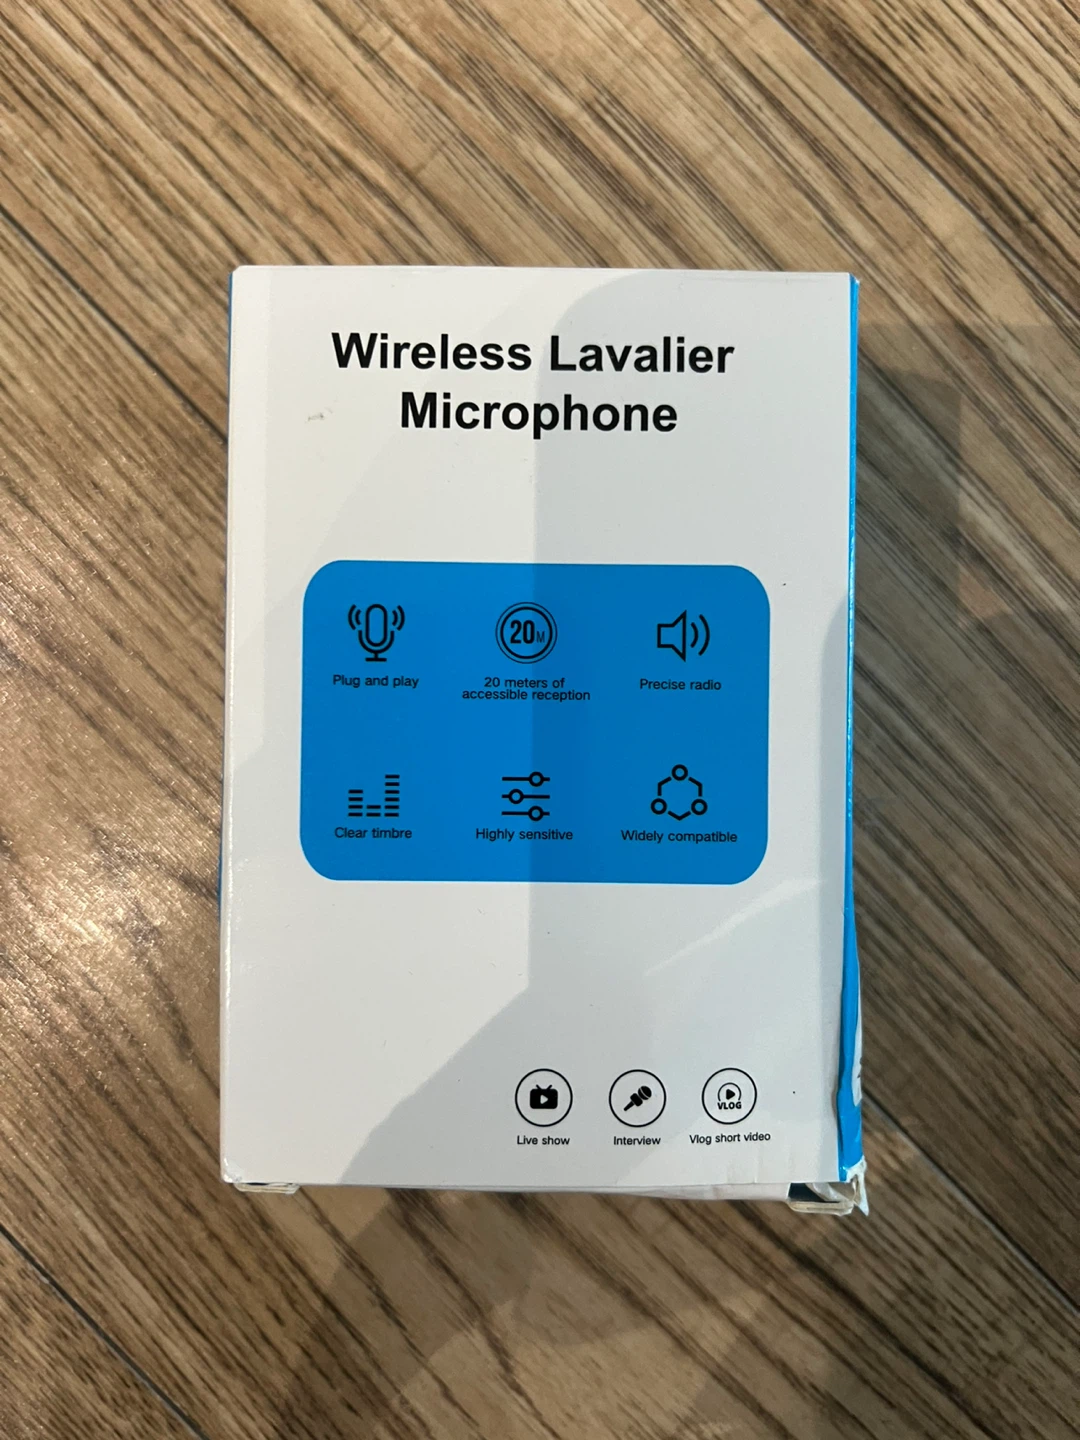 Wireless Lavalier
Microphone
20M
Plug and play
20 meters of
accessible reception
Precise radio
Clear timbre
Highly sensitive
Widely compatible
VLOG
Live show
Interview
Vlog short video